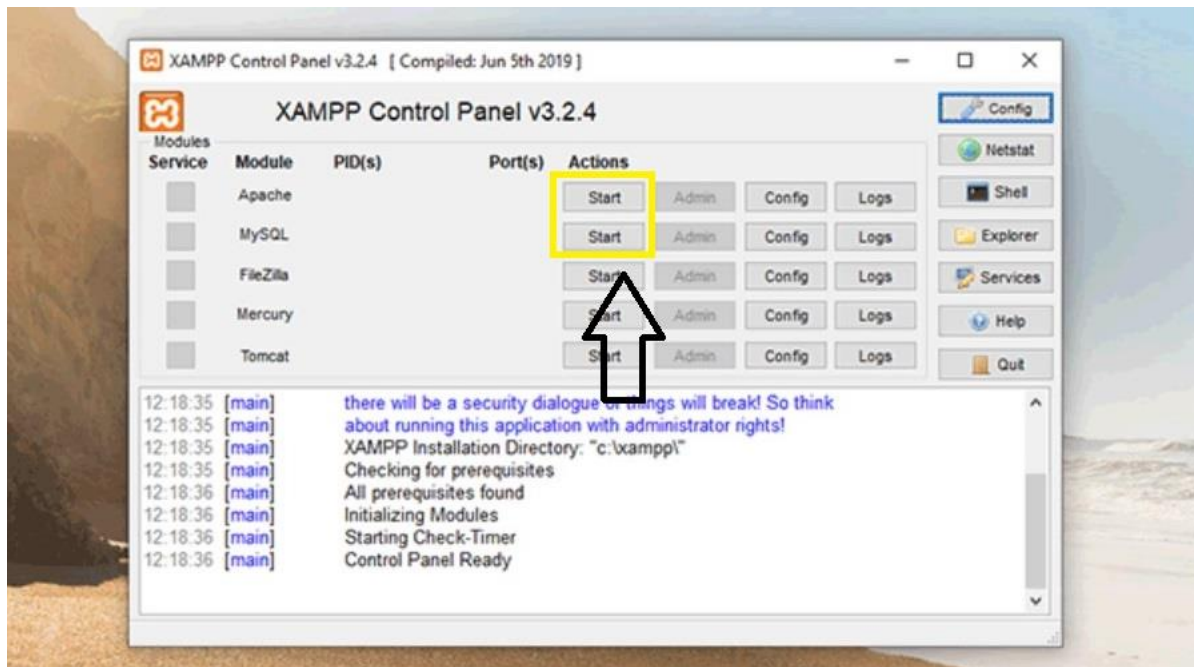 XAMPP Control Panel v3.2.4 [ Compiled: Jun 5th 2019 ]
XAMPP Control Panel v3.2.4
Config
Modules
Service Module PID(s) Port(s) Actions
Netstat
Apache Start Admin Config Logs
Shell
MySQL Start Admin Config Logs
Explorer
FileZilla Start Admin Config Logs
Services
Mercury Start Admin Config Logs
Help
Tomcat Start Admin Config Logs
Quit
12:18:35 [main] there will be a security dialogue or things will break! So think
12:18:35 [main] about running this application with administrator rights!
12:18:35 [main] XAMPP Installation Directory: "c:\xampp\"
12:18:35 [main] Checking for prerequisites
12:18:36 [main] All prerequisites found
12:18:36 [main] Initializing Modules
12:18:36 [main] Starting Check-Timer
12:18:36 [main] Control Panel Ready